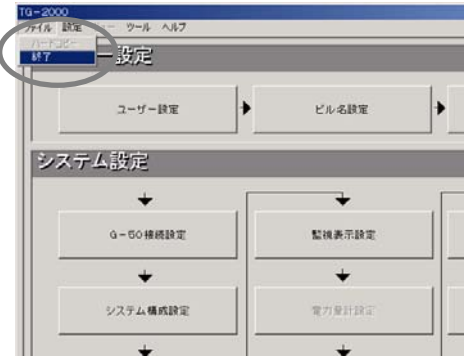 TG-2000
ファイル 設定 ツール ヘルプ
ハードコピー
終了
設定
ユーザー設定 ビル名設定
システム設定
G-50接続設定 監視表示設定
システム構成設定 電力量計設定